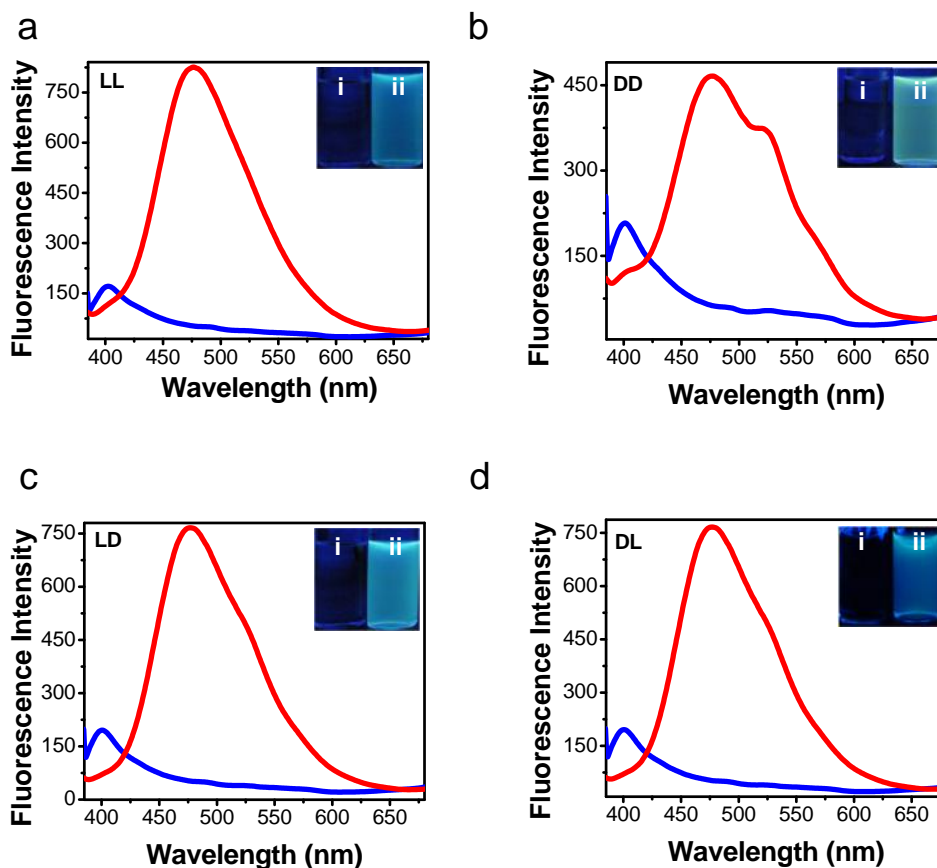 a
LL
i ii
Fluorescence Intensity
750
600
450
300
150
400 450 500 550 600 650
Wavelength (nm)
b
DD
i ii
Fluorescence Intensity
450
300
150
400 450 500 550 600 650
Wavelength (nm)
c
LD
i ii
Fluorescence Intensity
750
600
450
300
150
0
400 450 500 550 600 650
Wavelength (nm)
d
DL
i ii
Fluorescence Intensity
750
600
450
300
150
400 450 500 550 600 650
Wavelength (nm)